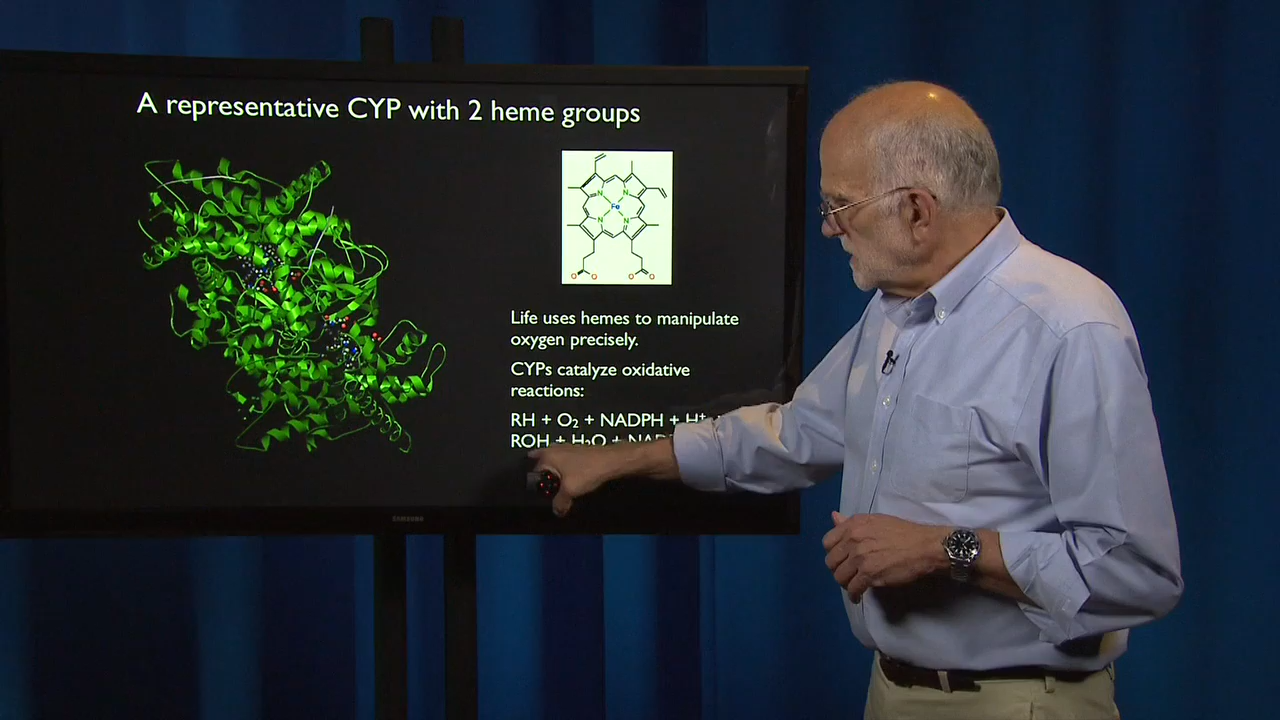 A representative CYP with 2 heme groups
N
N
Fe
N
N
O O
O O
Life uses hemes to manipulate
oxygen precisely.
CYPs catalyze oxidative
reactions:
RH + O₂ + NADPH + H⁺
ROH + H₂O +
SAMSUNG